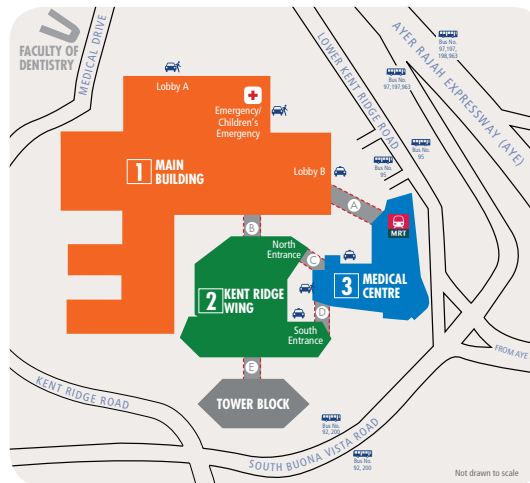 FACULTY OF
DENTISTRY
MEDICAL DRIVE
Lobby A
Emergency/
Children's
Emergency
LOWER KENT RIDGE ROAD
AYER RAJAH EXPRESSWAY (AYE)
Bus No.
97,197,
198,963
Bus No.
97,197,963
Bus No.
95
Bus No.
95
1 MAIN
BUILDING
Lobby B
A
B
MRT
North
Entrance
C
2 KENT RIDGE
WING
3 MEDICAL
CENTRE
D
South
Entrance
E
FROM AYE
KENT RIDGE ROAD
TOWER BLOCK
Bus No.
92, 200
SOUTH BUONA VISTA ROAD
Bus No.
92, 200
Not drawn to scale